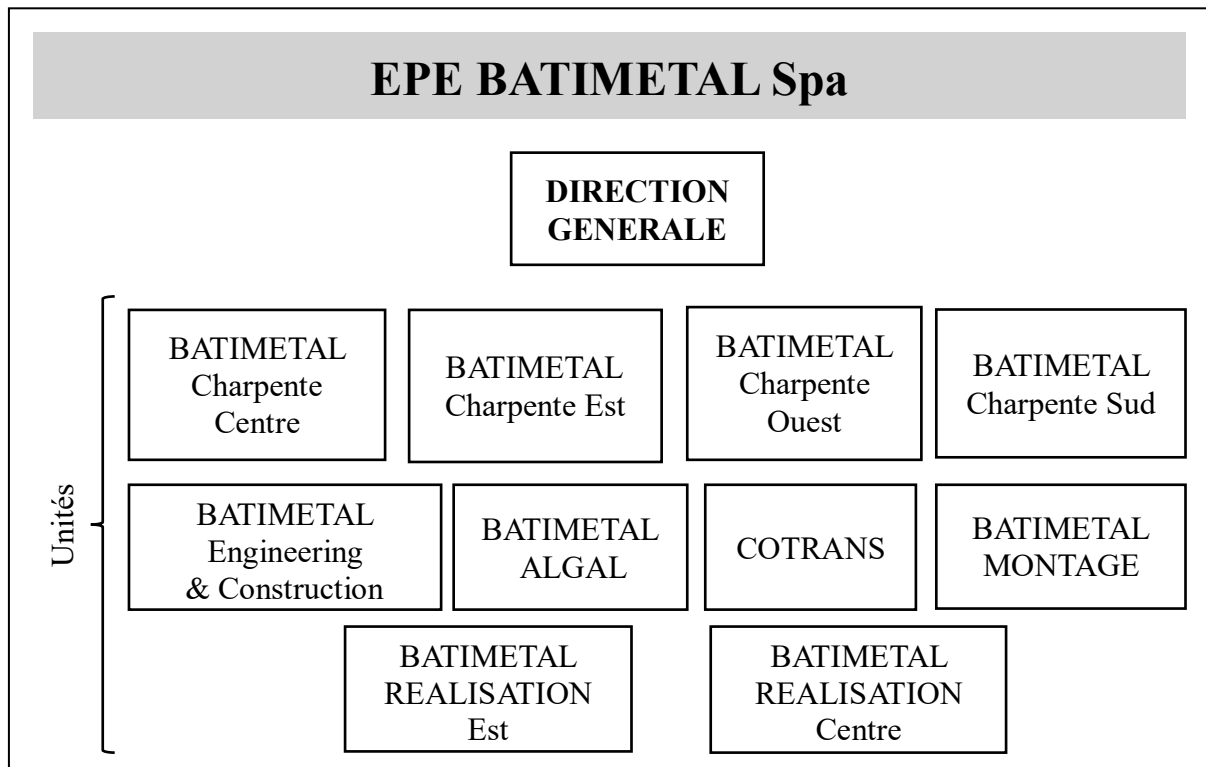 EPE BATIMETAL Spa
DIRECTION
GENERALE
BATIMETAL
Charpente
Centre
BATIMETAL
Charpente Est
BATIMETAL
Charpente
Ouest
BATIMETAL
Charpente Sud
Unités
BATIMETAL
Engineering
& Construction
BATIMETAL
ALGAL
COTRANS
BATIMETAL
MONTAGE
BATIMETAL
REALISATION
Est
BATIMETAL
REALISATION
Centre